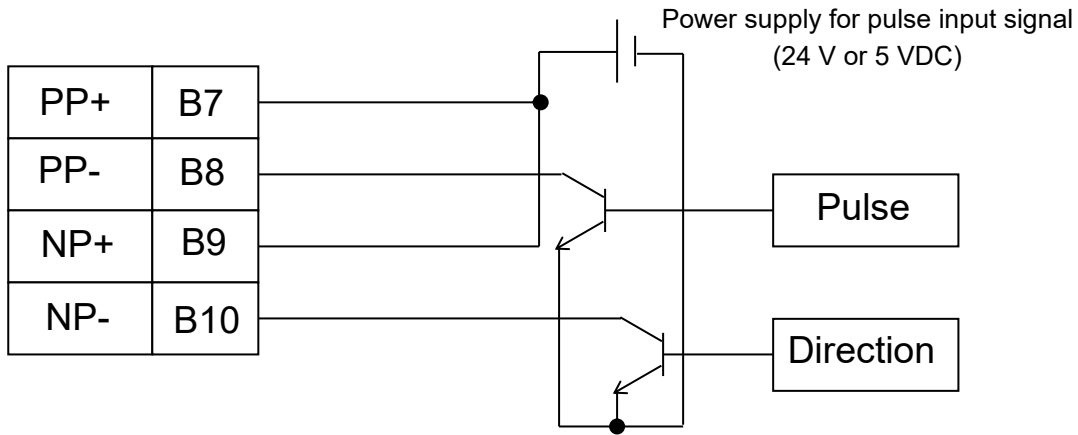 Power supply for pulse input signal
(24 V or 5 VDC)
PP+ B7
PP- B8
Pulse
NP+ B9
NP- B10
Direction